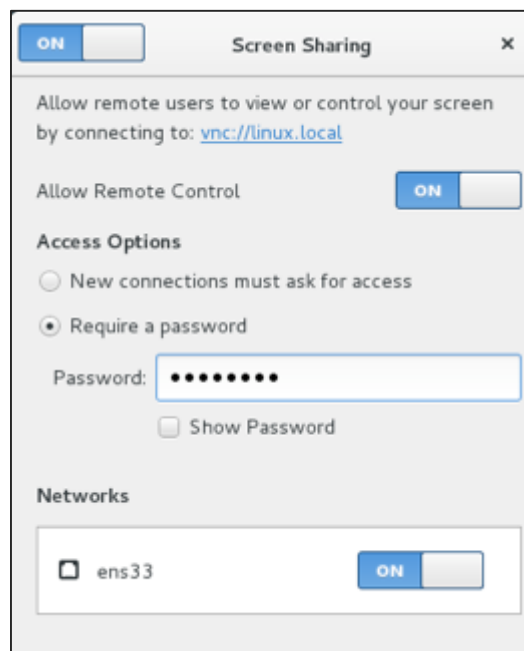 ON Screen Sharing ×
Allow remote users to view or control your screen
by connecting to: vnc://linux.local
Allow Remote Control ON
Access Options
New connections must ask for access
Require a password
Password: ••••••••
Show Password
Networks
ens33 ON